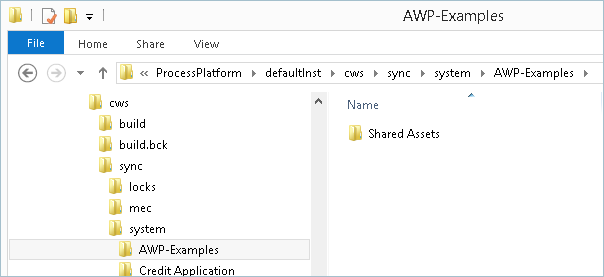 AWP-Examples
File Home Share View
« ProcessPlatform defaultInst cws sync system AWP-Examples
cws
build
build.bck
sync
locks
mec
system
AWP-Examples
Credit Application
Name
Shared Assets